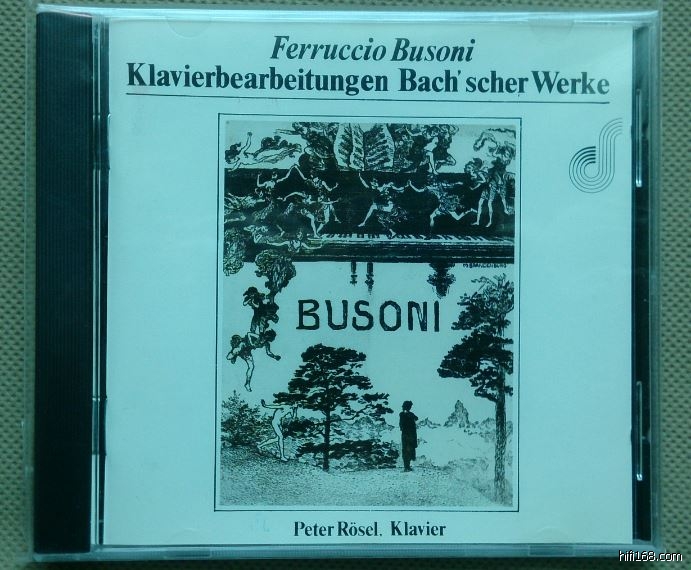 Ferruccio Busoni
Klavierbearbeitungen Bach'scher Werke
BUSONI
Peter Rösel, Klavier
hifi168.com